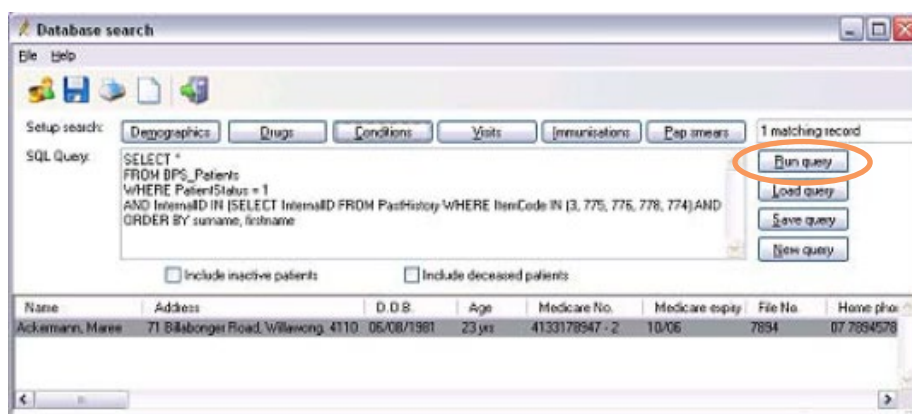 Database search
File Help
Setup search: Demographics Drugs Conditions Visits Immunisations Pap smears 1 matching record
SQL Query: SELECT *
FROM BPS_Patients
WHERE PatientStatus = 1
AND InternalID IN (SELECT InternalID FROM PastHistory WHERE ItemCode IN (3, 775, 776, 778, 774) AND
ORDER BY surname, firstname
Run query
Load query
Save query
New query
Include inactive patients Include deceased patients
Name Address D.O.B. Age Medicare No. Medicare expiry File No. Home phon
Ackermann, Maree 71 Billabonger Road, Willawong, 4110 06/08/1981 23 yrs 4133178947 - 2 10/06 7894 07 7894578